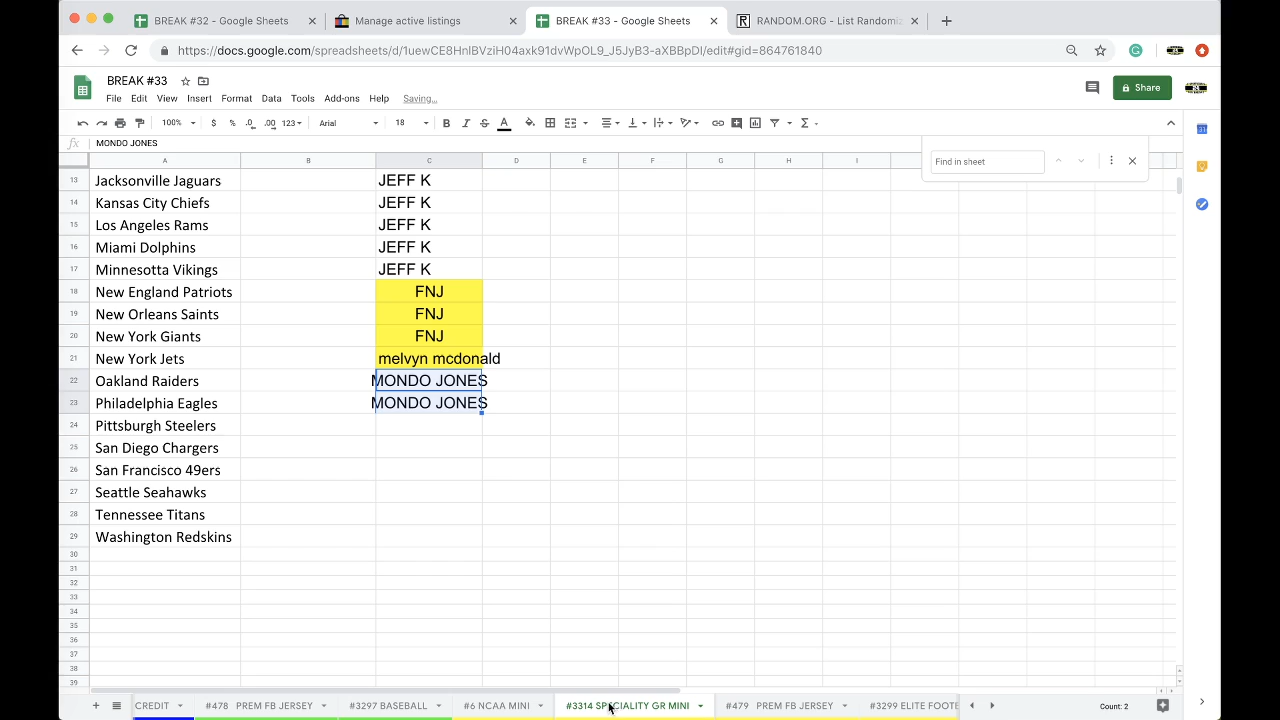 BREAK #32 - Google Sheets
Manage active listings
BREAK #33 - Google Sheets
RANDOM.ORG - List Randomiz
https://docs.google.com/spreadsheets/d/1uewCE8HnIBVziH04axk91dvWpOL9_J5JyB3-aXBBpDI/edit#gid=864761840
BREAK #33
File Edit View Insert Format Data Tools Add-ons Help Saving...
Share
100% $ % .0 .00 123 Arial 18
fx MONDO JONES
Find in sheet
A B C D E F G H I
13 Jacksonville Jaguars JEFF K
14 Kansas City Chiefs JEFF K
15 Los Angeles Rams JEFF K
16 Miami Dolphins JEFF K
17 Minnesotta Vikings JEFF K
18 New England Patriots FNJ
19 New Orleans Saints FNJ
20 New York Giants FNJ
21 New York Jets melvyn mcdonald
22 Oakland Raiders MONDO JONES
23 Philadelphia Eagles MONDO JONES
24 Pittsburgh Steelers
25 San Diego Chargers
26 San Francisco 49ers
27 Seattle Seahawks
28 Tennessee Titans
29 Washington Redskins
30
31
32
33
34
35
36
37
38
39
CREDIT #478 PREM FB JERSEY #3297 BASEBALL NCAA MINI #3314 SPECIALITY GR MINI #479 PREM FB JERSEY #3299 ELITE FOOTE Count: 2